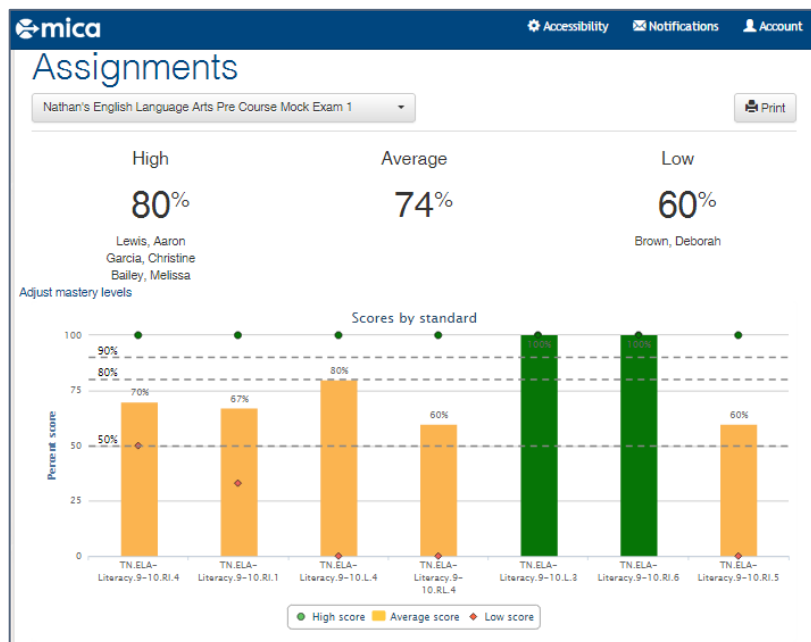 mica
Accessibility Notifications Account
Assignments
Nathan's English Language Arts Pre Course Mock Exam 1
Print
High Average Low
80% 74% 60%
Lewis, Aaron Brown, Deborah
Garcia, Christine
Bailey, Melissa
Adjust mastery levels
Scores by standard
100
90%
80%
75
50%
50
25
0
Percent score
70% 67% 80% 60% 100% 100% 60%
TN.ELA-Literacy.9-10.RI.4
TN.ELA-Literacy.9-10.RI.1
TN.ELA-Literacy.9-10.L.4
TN.ELA-Literacy.9-10.RL.4
TN.ELA-Literacy.9-10.L.2
TN.ELA-Literacy.9-10.RI.6
TN.ELA-Literacy.9-10.RI.5
High score Average score Low score